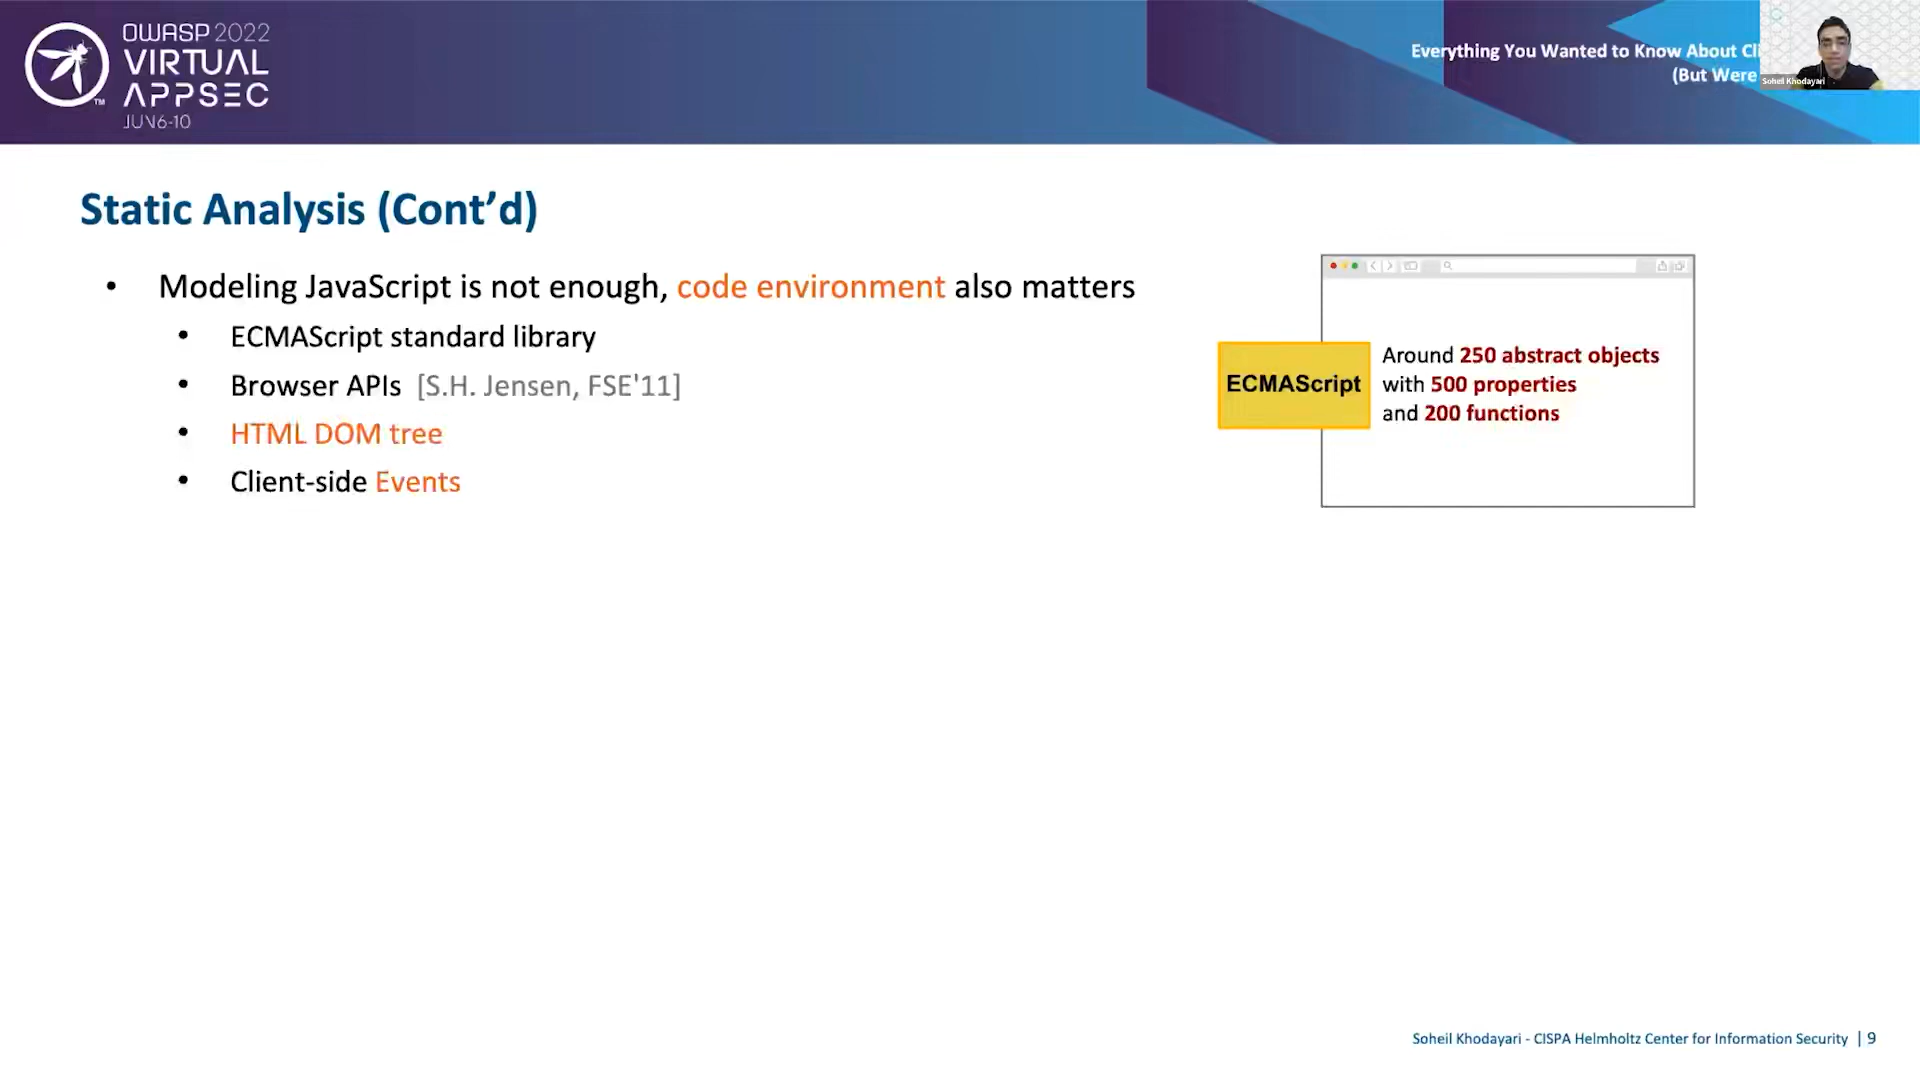 OWASP 2022
VIRTUAL
APPSEC
JUN 6-10
TM
Everything You Wanted to Know About Cli
(But Were
Soheil Khodayari
Static Analysis (Cont’d)
• Modeling JavaScript is not enough, code environment also matters
• ECMAScript standard library
• Browser APIs [S.H. Jensen, FSE'11]
• HTML DOM tree
• Client-side Events
ECMAScript
Around 250 abstract objects
with 500 properties
and 200 functions
Soheil Khodayari - CISPA Helmholtz Center for Information Security | 9